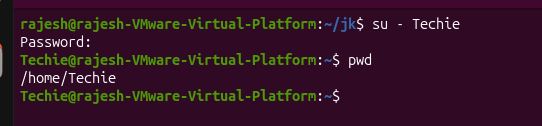 rajesh@rajesh-VMware-Virtual-Platform:~/jk$ su - Techie
Password:
Techie@rajesh-VMware-Virtual-Platform:~$ pwd
/home/Techie
Techie@rajesh-VMware-Virtual-Platform:~$